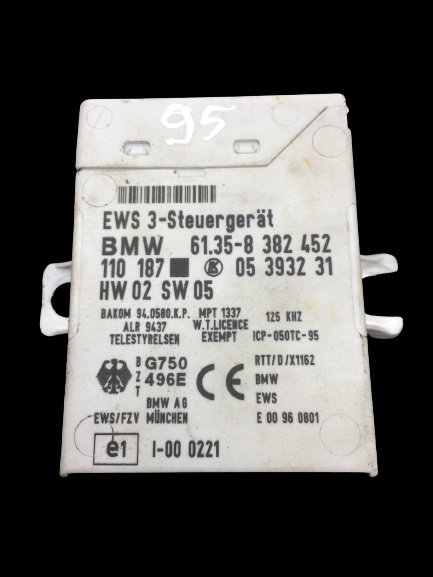 95
EWS 3-Steuergerät
BMW 61.35-8 382 452
110 187 05 3932 31
HW 02 SW 05
BAKOM 94.0580.K.P. MPT 1337 125 KHZ
ALR 9437 W.T.LICENCE
TELESTYRELSEN EXEMPT ICP-050TC-95
BZT G750 496E CE RTT/D/X1162
BMW
EWS
EWS/FZV BMW AG MÜNCHEN E 00 96 0801
e1 I-00 0221